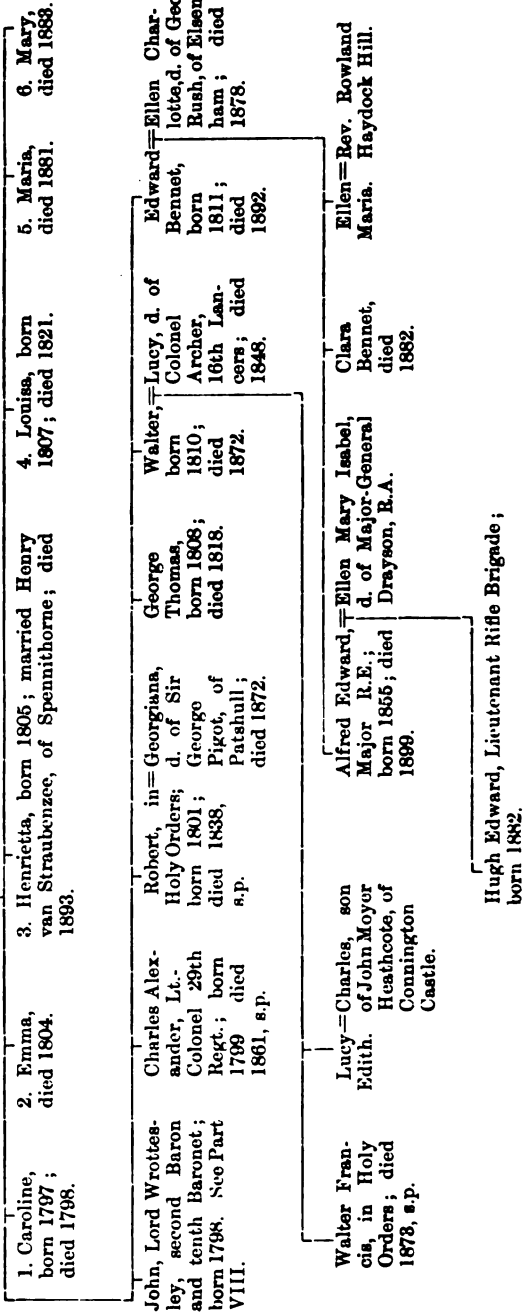 1. Caroline,
born 1797;
died 1798.
2. Emma,
died 1804.
3. Henrietta, born 1805; married Henry
van Straubenzee, of Spennithorne; died
1893.
4. Louisa, born
1807; died 1821.
5. Maria,
died 1881.
6. Mary,
died 1883.
John, Lord Wrottes-
ley, second Baron
and tenth Baronet;
born 1798. See Part
VIII.
Charles Alex-
ander, Lt.-
Colonel 29th
Regt.; born
1799 died
1861, s.p.
Robert, in
Holy Orders;
born 1801;
died 1838,
s.p.
=Georgiana,
d. of Sir
George
Pigot, of
Patshull;
died 1872.
George
Thomas,
born 1808;
died 1818.
Walter,
born
1810;
died
1872.
=Lucy, d. of
Colonel
Archer,
16th Lan-
cers; died
1848.
Edward
Bennet,
born
1811;
died
1892.
=Ellen Char-
lotte, d. of Geo
Rush, of Elsen
ham; died
1878.
Walter Fran-
cis, in Holy
Orders; died
1873, s.p.
Lucy
Edith.
=Charles, son
of John Moyer
Heathcote, of
Connington
Castle.
Alfred Edward,
Major R.E.;
born 1855; died
1899.
=Ellen Mary Isabel,
d. of Major-General
Drayson, R.A.
Clara
Bennet,
died
1882.
Ellen
Maria.
=Rev. Rowland
Haydock Hill.
Hugh Edward, Lieutenant Rifle Brigade;
born 1882.